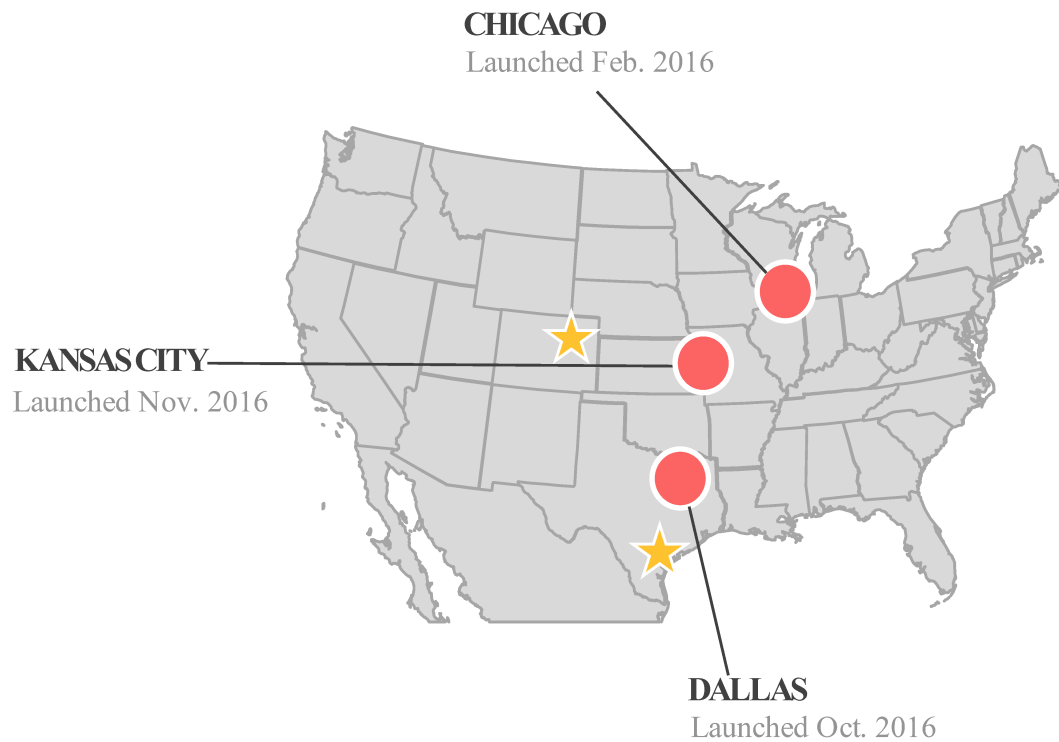 CHICAGO
Launched Feb. 2016
KANSAS CITY
Launched Nov. 2016
DALLAS
Launched Oct. 2016